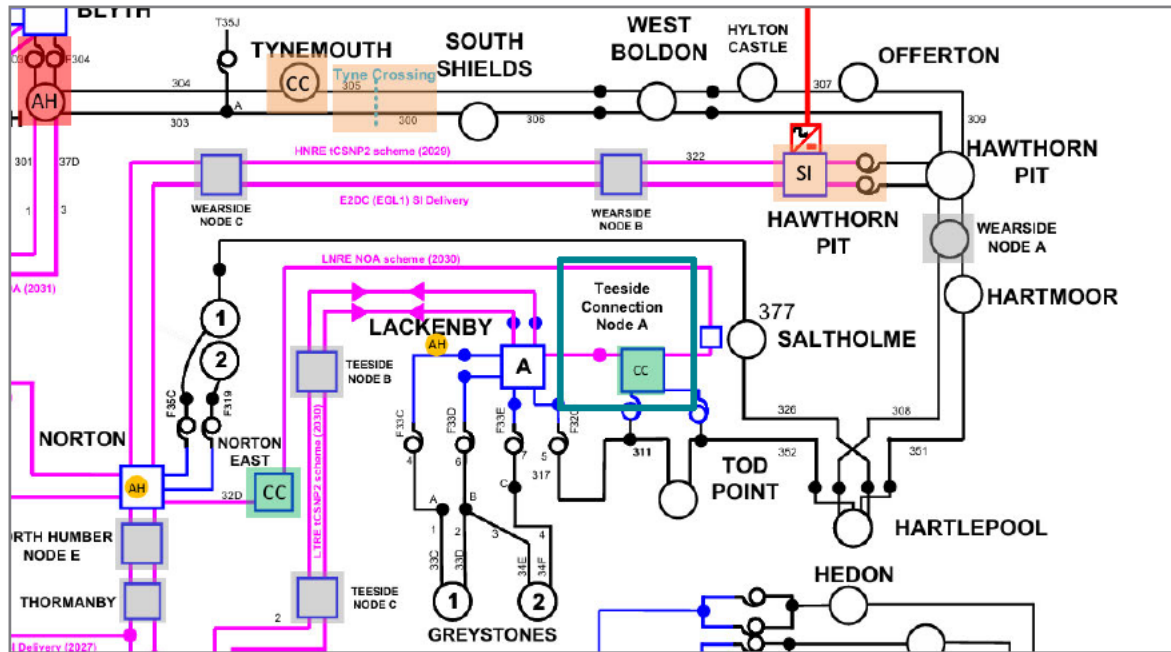 BLYTH
T35J
F304
AH
TYNEMOUTH
CC
304
305
Tyne Crossing
SOUTH
SHIELDS
WEST
BOLDON
HYLTON
CASTLE
OFFERTON
307
303
A
300
306
309
301
37D
1
3
HNRE tCSNP2 scheme (2029)
322
SI
HAWTHORN
PIT
WEARSIDE
NODE C
E2DC (EGL1) SI Delivery
WEARSIDE
NODE B
HAWTHORN
PIT
WEARSIDE
NODE A
LNRE NOA scheme (2030)
A (2031)
HARTMOOR
Teeside
Connection
Node A
377
SALTHOLME
1
2
LACKENBY
AH
A
CC
TEESIDE
NODE B
F35C
F319
F33C
F33D
F33E
F32C
326
308
NORTON
AH
NORTON
EAST
CC
32D
LTRE tCSNP2 scheme (2030)
4
6
7
5
317
311
TOD
POINT
352
351
HARTLEPOOL
C
A
B
1
2
3
4
33C
33D
34E
34F
RTH HUMBER
NODE E
THORMANBY
TEESIDE
NODE C
2
1
2
GREYSTONES
HEDON
l Delivery (2027)